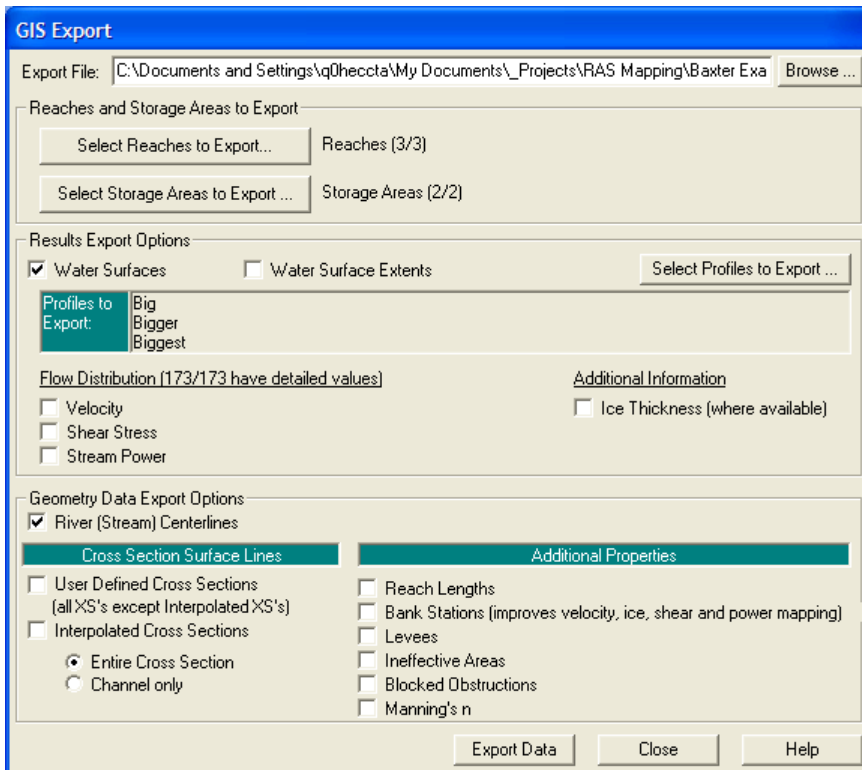 GIS Export
Export File: C:\Documents and Settings\q0heccta\My Documents\_Projects\RAS Mapping\Baxter Exa Browse ...
Reaches and Storage Areas to Export
Select Reaches to Export... Reaches (3/3)
Select Storage Areas to Export ... Storage Areas (2/2)
Results Export Options
Water Surfaces Water Surface Extents Select Profiles to Export ...
Profiles to Export: Big
Bigger
Biggest
Flow Distribution (173/173 have detailed values) Additional Information
Velocity Ice Thickness (where available)
Shear Stress
Stream Power
Geometry Data Export Options
River (Stream) Centerlines
Cross Section Surface Lines Additional Properties
User Defined Cross Sections
(all XS's except Interpolated XS's)
Interpolated Cross Sections
Entire Cross Section
Channel only
Reach Lengths
Bank Stations (improves velocity, ice, shear and power mapping)
Levees
Ineffective Areas
Blocked Obstructions
Manning's n
Export Data Close Help